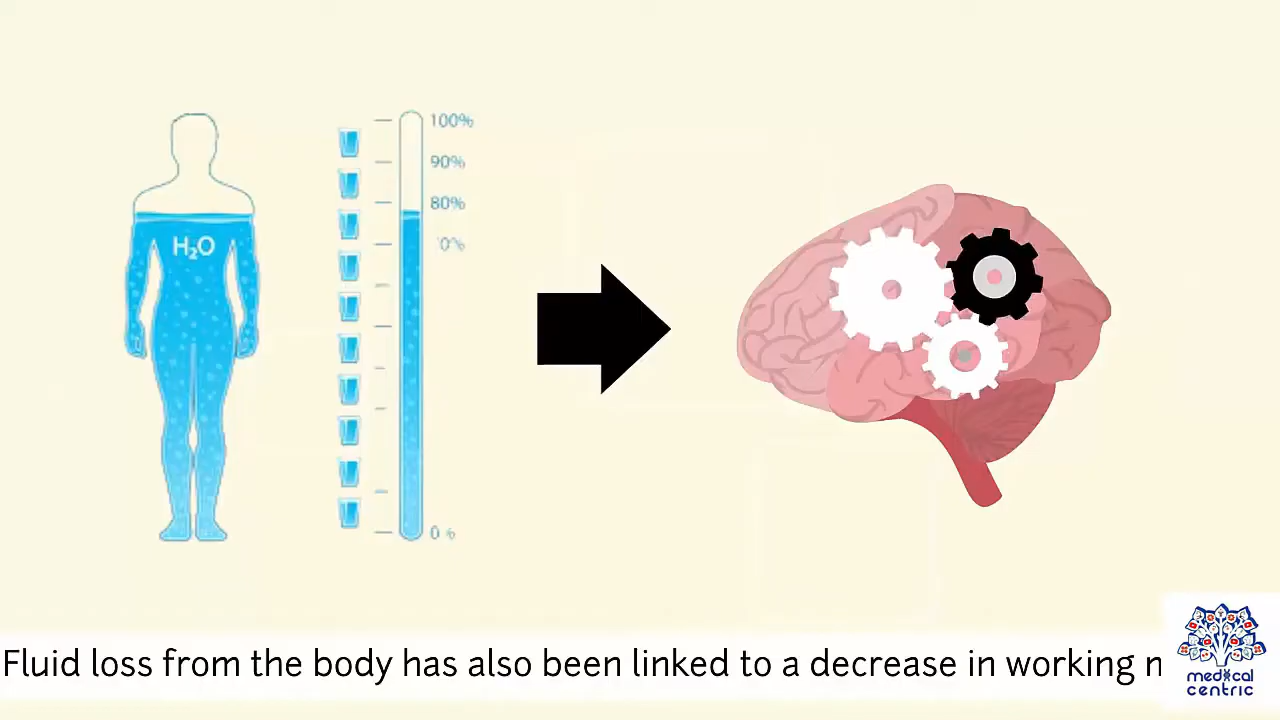 100%
90%
80%
0%
0 %
H₂O
Fluid loss from the body has also been linked to a decrease in working
medical
centric